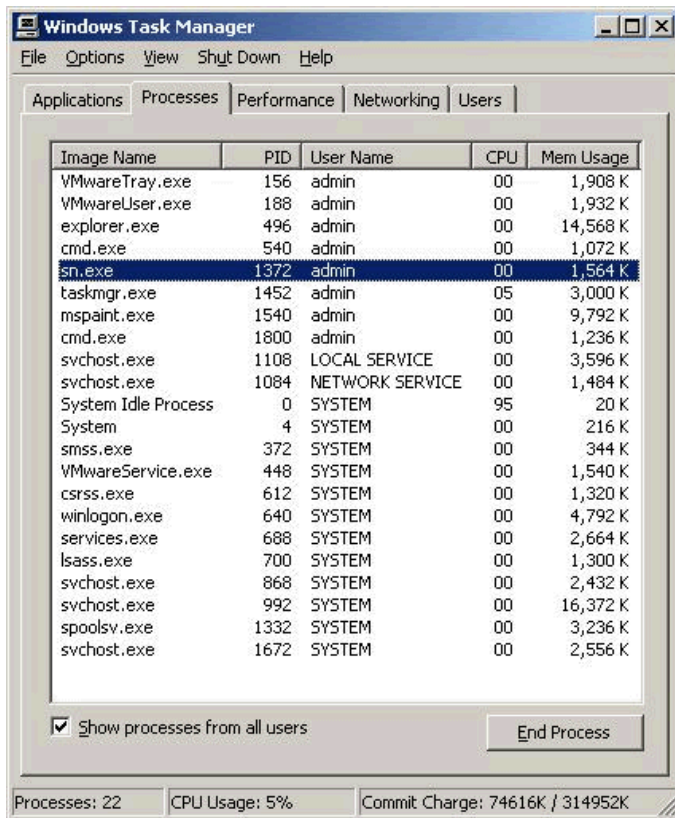 Windows Task Manager
File Options View Shut Down Help
Applications Processes Performance Networking Users
Image Name PID User Name CPU Mem Usage
VMwareTray.exe 156 admin 00 1,908 K
VMwareUser.exe 188 admin 00 1,932 K
explorer.exe 496 admin 00 14,568 K
cmd.exe 540 admin 00 1,072 K
sn.exe 1372 admin 00 1,564 K
taskmgr.exe 1452 admin 05 3,000 K
mspaint.exe 1540 admin 00 9,792 K
cmd.exe 1800 admin 00 1,236 K
svchost.exe 1108 LOCAL SERVICE 00 3,596 K
svchost.exe 1084 NETWORK SERVICE 00 1,484 K
System Idle Process 0 SYSTEM 95 20 K
System 4 SYSTEM 00 216 K
smss.exe 372 SYSTEM 00 344 K
VMwareService.exe 448 SYSTEM 00 1,540 K
csrss.exe 612 SYSTEM 00 1,320 K
winlogon.exe 640 SYSTEM 00 4,792 K
services.exe 688 SYSTEM 00 2,664 K
lsass.exe 700 SYSTEM 00 1,300 K
svchost.exe 868 SYSTEM 00 2,432 K
svchost.exe 992 SYSTEM 00 16,372 K
spoolsv.exe 1332 SYSTEM 00 3,236 K
svchost.exe 1672 SYSTEM 00 2,556 K
Show processes from all users End Process
Processes: 22 CPU Usage: 5% Commit Charge: 74616K / 314952K